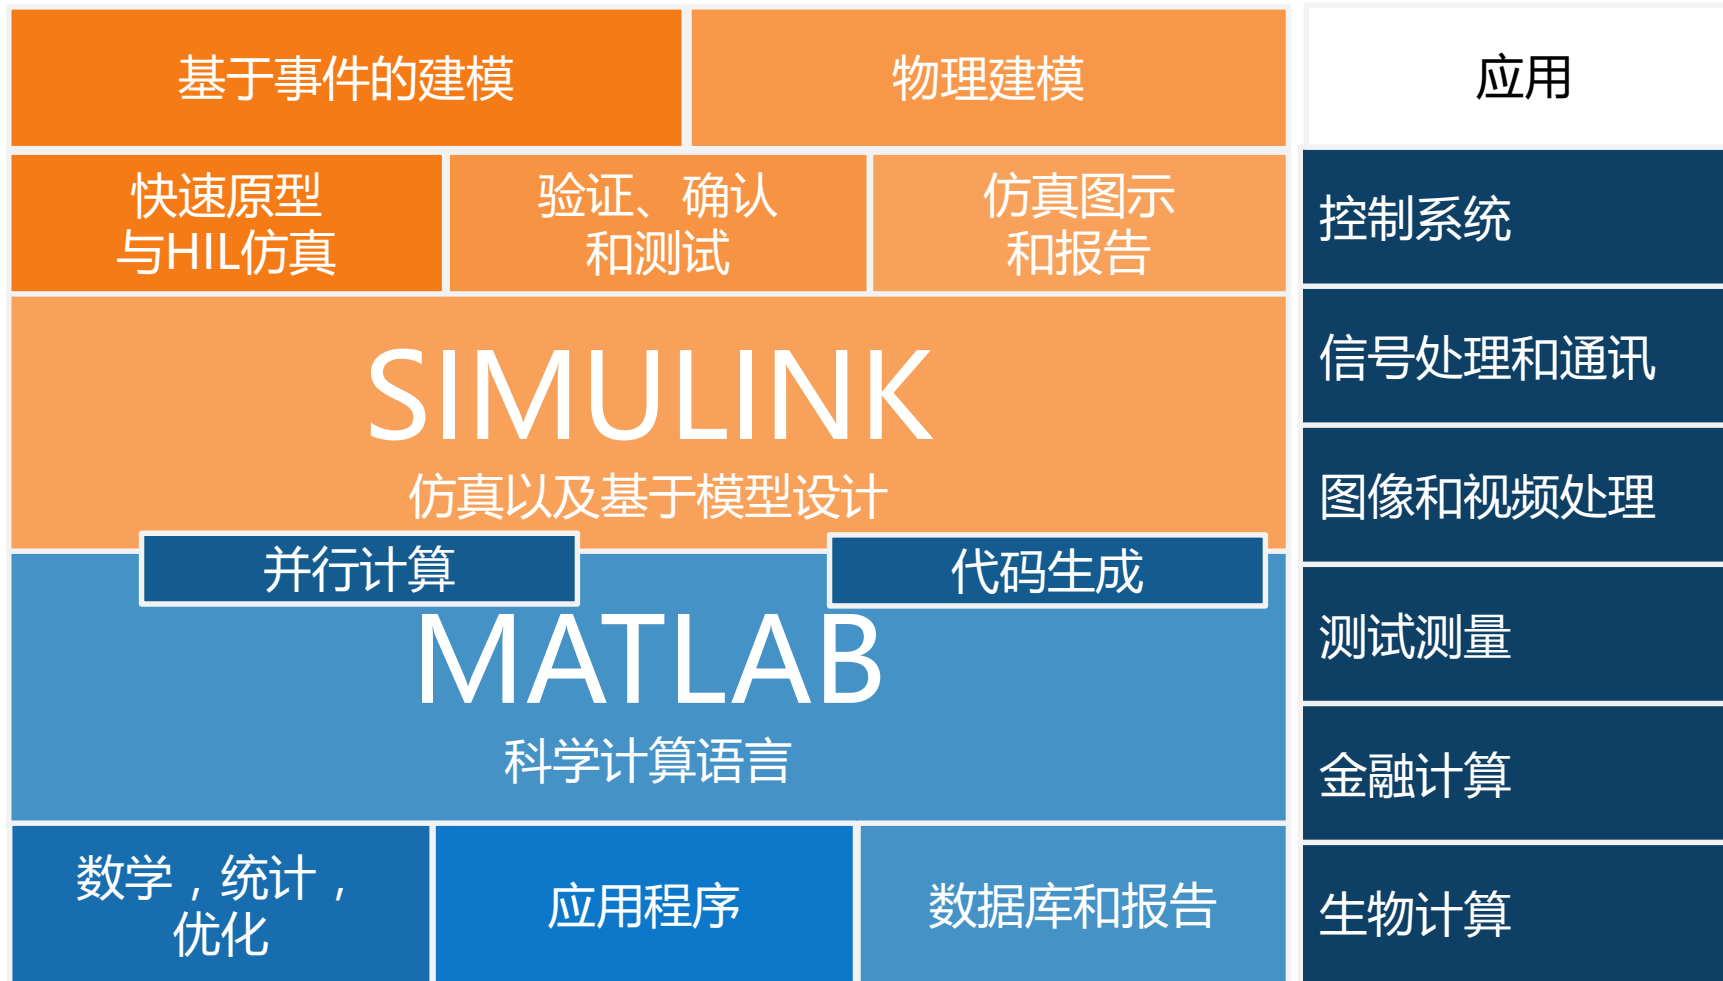 基于事件的建模
物理建模
应用
快速原型
与HIL仿真
验证、确认
和测试
仿真图示
和报告
控制系统
信号处理和通讯
SIMULINK
仿真以及基于模型设计
图像和视频处理
并行计算
代码生成
MATLAB
科学计算语言
测试测量
金融计算
数学，统计，
优化
应用程序
数据库和报告
生物计算